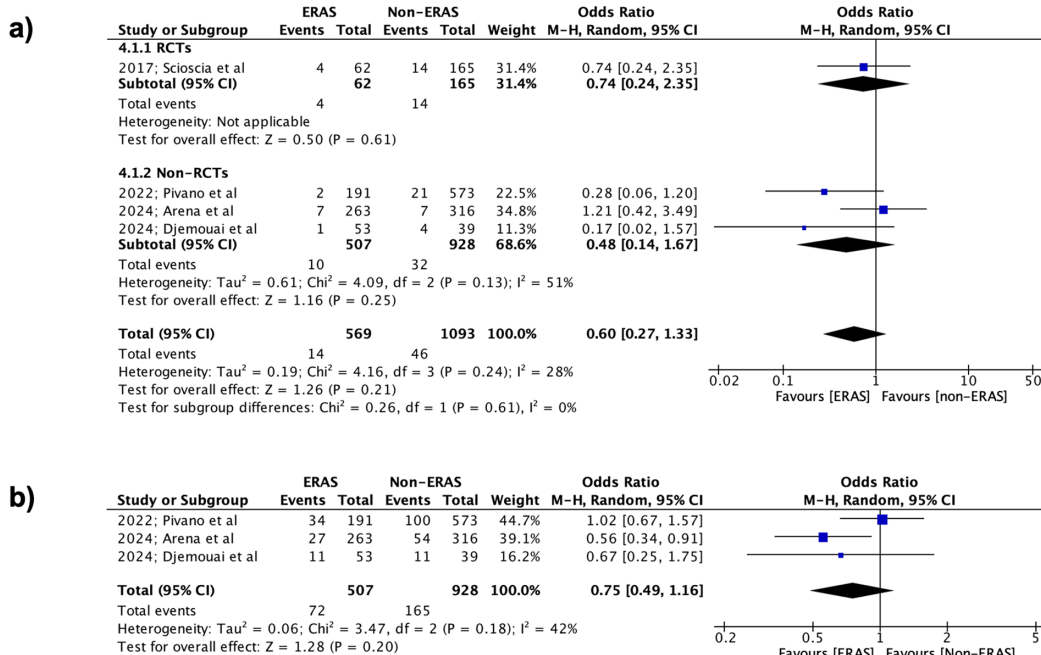 a)
ERAS Non-ERAS Odds Ratio Odds Ratio
Study or Subgroup Events Total Events Total Weight M-H, Random, 95% CI M-H, Random, 95% CI
4.1.1 RCTs
2017; Scioscia et al 4 62 14 165 31.4% 0.74 [0.24, 2.35]
Subtotal (95% CI) 62 165 31.4% 0.74 [0.24, 2.35]
Total events 4 14
Heterogeneity: Not applicable
Test for overall effect: Z = 0.50 (P = 0.61)
4.1.2 Non-RCTs
2022; Pivano et al 2 191 21 573 22.5% 0.28 [0.06, 1.20]
2024; Arena et al 7 263 7 316 34.8% 1.21 [0.42, 3.49]
2024; Djemouai et al 1 53 4 39 11.3% 0.17 [0.02, 1.57]
Subtotal (95% CI) 507 928 68.6% 0.48 [0.14, 1.67]
Total events 10 32
Heterogeneity: Tau² = 0.61; Chi² = 4.09, df = 2 (P = 0.13); I² = 51%
Test for overall effect: Z = 1.16 (P = 0.25)
Total (95% CI) 569 1093 100.0% 0.60 [0.27, 1.33]
Total events 14 46
Heterogeneity: Tau² = 0.19; Chi² = 4.16, df = 3 (P = 0.24); I² = 28%
Test for overall effect: Z = 1.26 (P = 0.21)
Test for subgroup differences: Chi² = 0.26, df = 1 (P = 0.61), I² = 0%
0.02 0.1 1 10 50
Favours [ERAS] Favours [non-ERAS]
b)
ERAS Non-ERAS Odds Ratio Odds Ratio
Study or Subgroup Events Total Events Total Weight M-H, Random, 95% CI M-H, Random, 95% CI
2022; Pivano et al 34 191 100 573 44.7% 1.02 [0.67, 1.57]
2024; Arena et al 27 263 54 316 39.1% 0.56 [0.34, 0.91]
2024; Djemouai et al 11 53 11 39 16.2% 0.67 [0.25, 1.75]
Total (95% CI) 507 928 100.0% 0.75 [0.49, 1.16]
Total events 72 165
Heterogeneity: Tau² = 0.06; Chi² = 3.47, df = 2 (P = 0.18); I² = 42%
Test for overall effect: Z = 1.28 (P = 0.20)
0.2 0.5 1 2 5
Favours [ERAS] Favours [Non-ERAS]